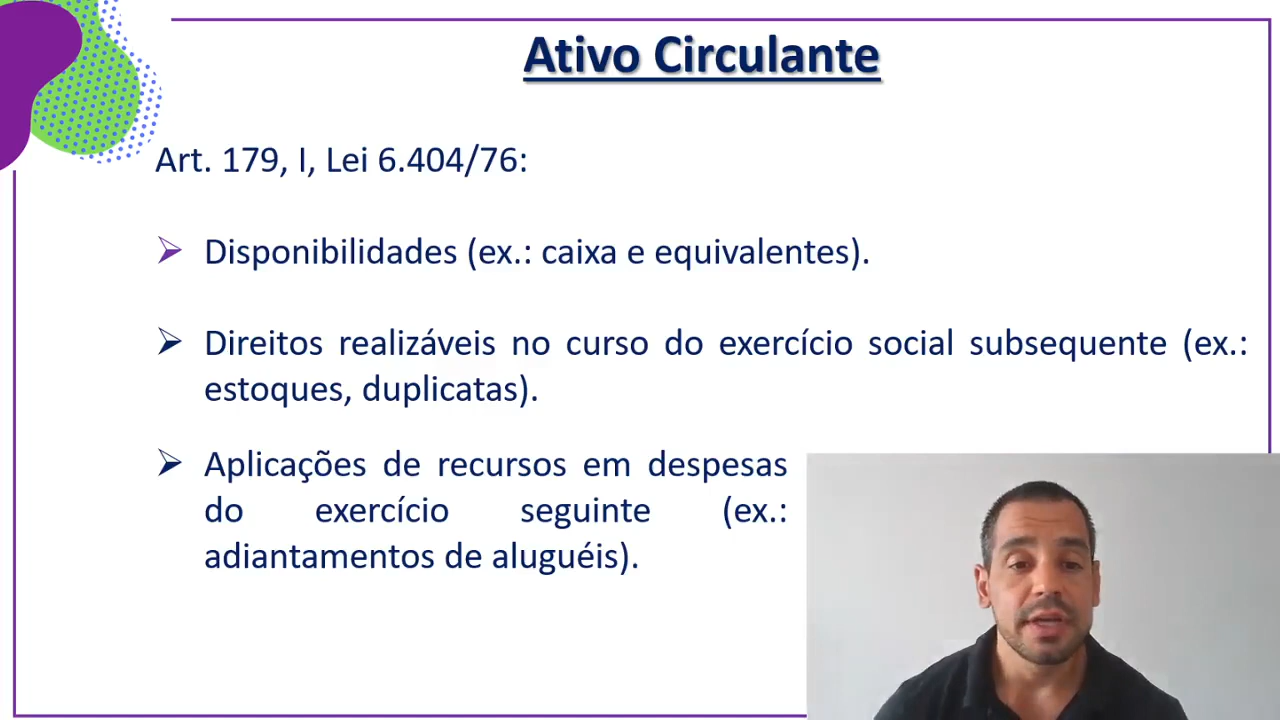 Ativo Circulante
Art. 179, I, Lei 6.404/76:
Disponibilidades (ex.: caixa e equivalentes).
Direitos realizáveis no curso do exercício social subsequente (ex.:
estoques, duplicatas).
Aplicações de recursos em despesas
do exercício seguinte (ex.:
adiantamentos de aluguéis).